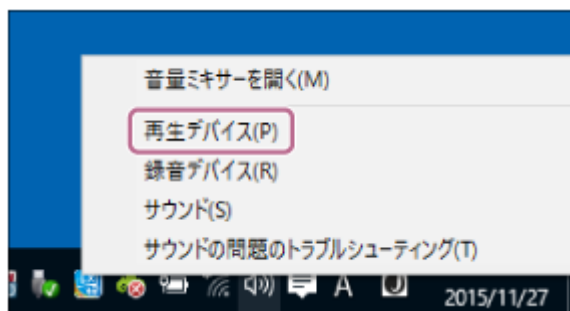 音量ミキサーを開く(M)
再生デバイス(P)
録音デバイス(R)
サウンド(S)
サウンドの問題のトラブルシューティング(T)
A
2015/11/27